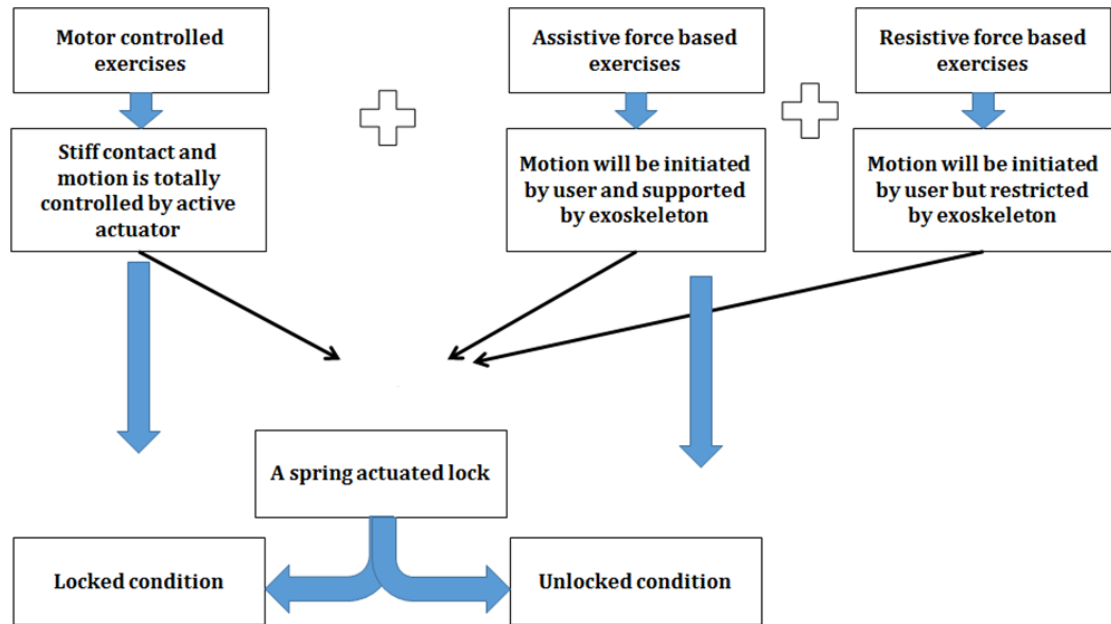 Motor controlled
exercises
Assistive force based
exercises
Resistive force based
exercises
Stiff contact and
motion is totally
controlled by active
actuator
Motion will be initiated
by user and supported
by exoskeleton
Motion will be initiated
by user but restricted
by exoskeleton
A spring actuated lock
Locked condition
Unlocked condition